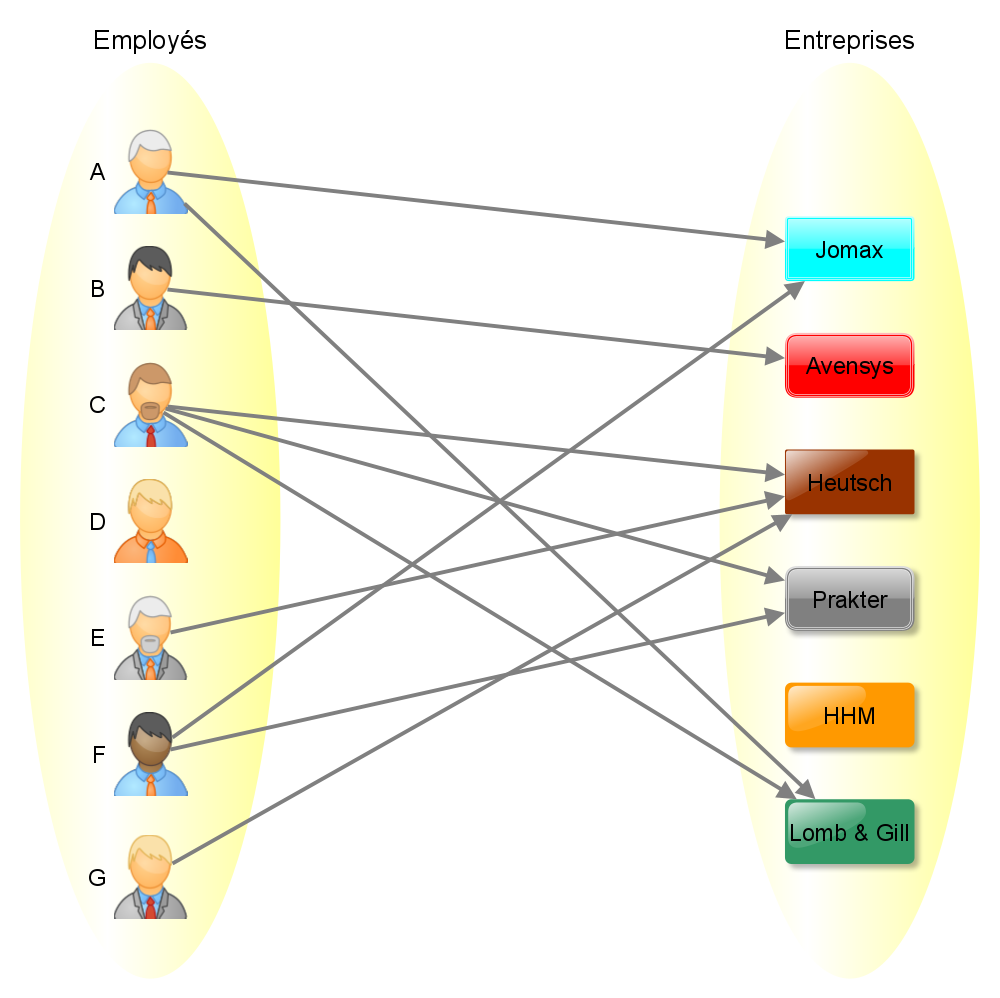 Employés
Entreprises
A
B
C
D
E
F
G
Jomax
Avensys
Heutsch
Prakter
HHM
Lomb & Gill